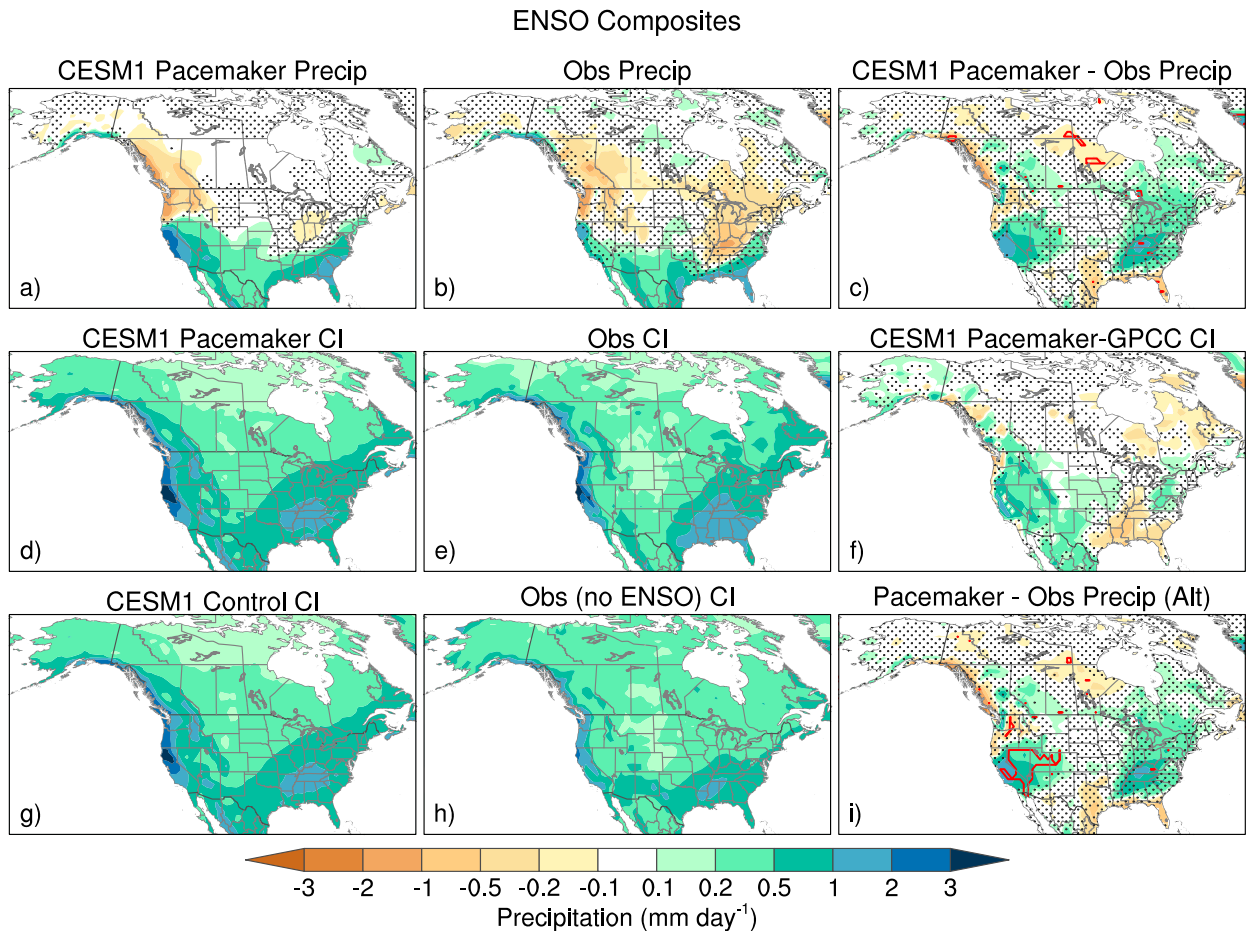 ENSO Composites
CESM1 Pacemaker Precip
Obs Precip
CESM1 Pacemaker - Obs Precip
a)
b)
c)
CESM1 Pacemaker CI
Obs CI
CESM1 Pacemaker-GPCC CI
d)
e)
f)
CESM1 Control CI
Obs (no ENSO) CI
Pacemaker - Obs Precip (Alt)
g)
h)
i)
-3 -2 -1 -0.5 -0.2 -0.1 0.1 0.2 0.5 1 2 3
Precipitation (mm day⁻¹)